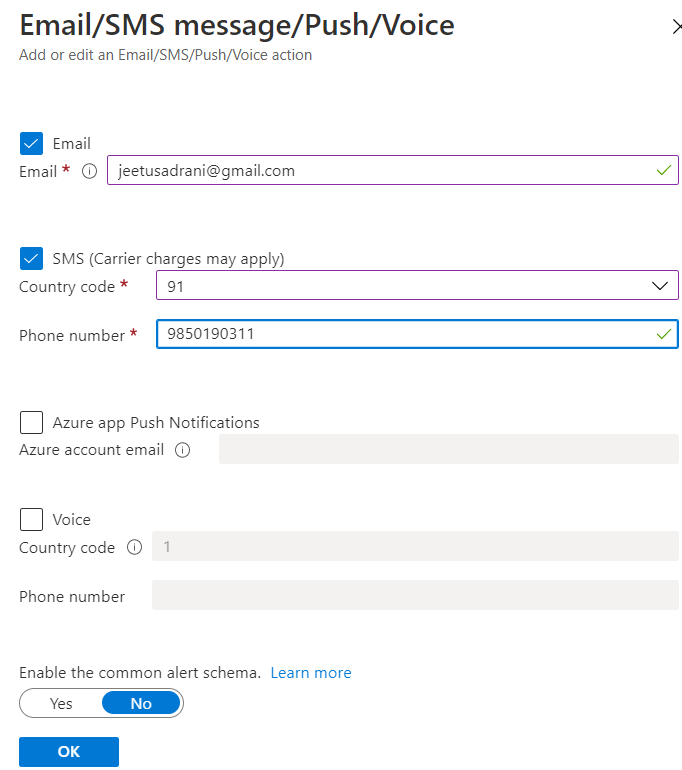 Email/SMS message/Push/Voice
Add or edit an Email/SMS/Push/Voice action
Email
Email * jeetusadrani@gmail.com
SMS (Carrier charges may apply)
Country code * 91
Phone number * 9850190311
Azure app Push Notifications
Azure account email
Voice
Country code 1
Phone number
Enable the common alert schema. Learn more
Yes No
OK